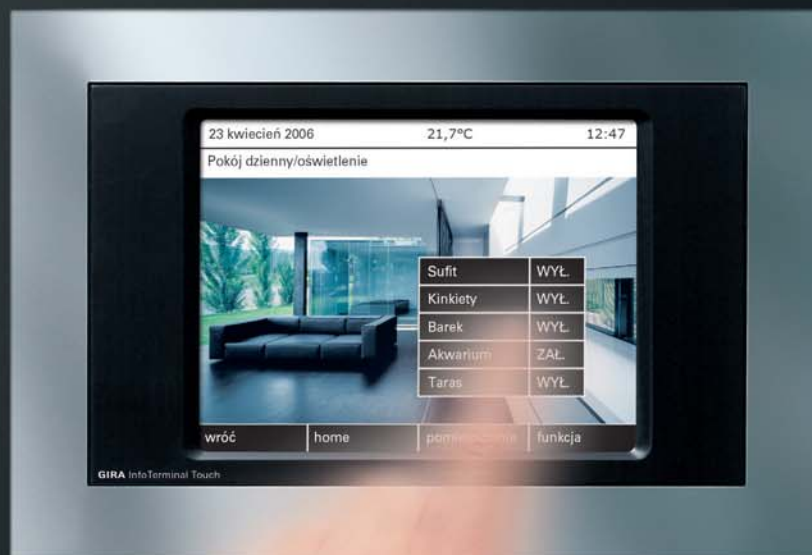 23 kwiecień 2006 21,7°C 12:47
Pokój dzienny/oświetlenie
Sufit WYŁ.
Kinkiety WYŁ.
Barek WYŁ.
Akwarium ZAŁ.
Taras WYŁ.
wróć home pomieszczenie funkcja
GIRA InfoTerminal Touch